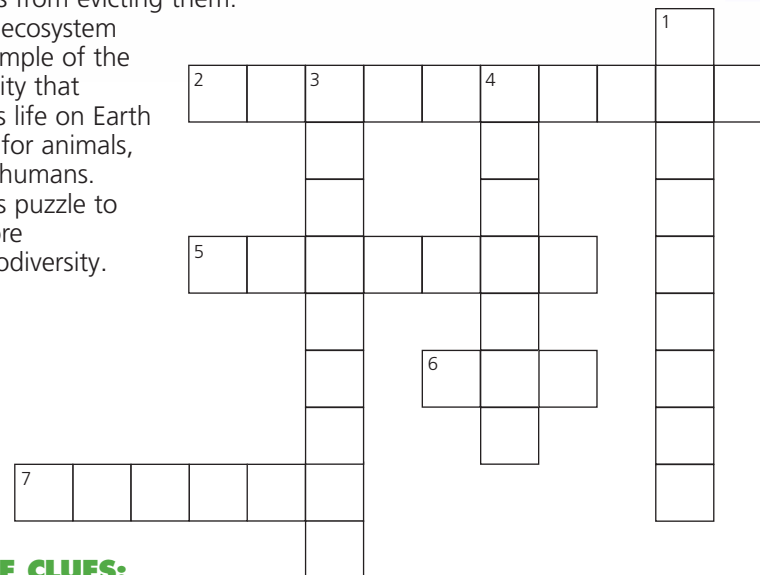 s from evicting them.
ecosystem
mple of the
ity that
s life on Earth
for animals,
humans.
s puzzle to
re
odiversity.
1
2 3 4
5
6
7
E CLUES: